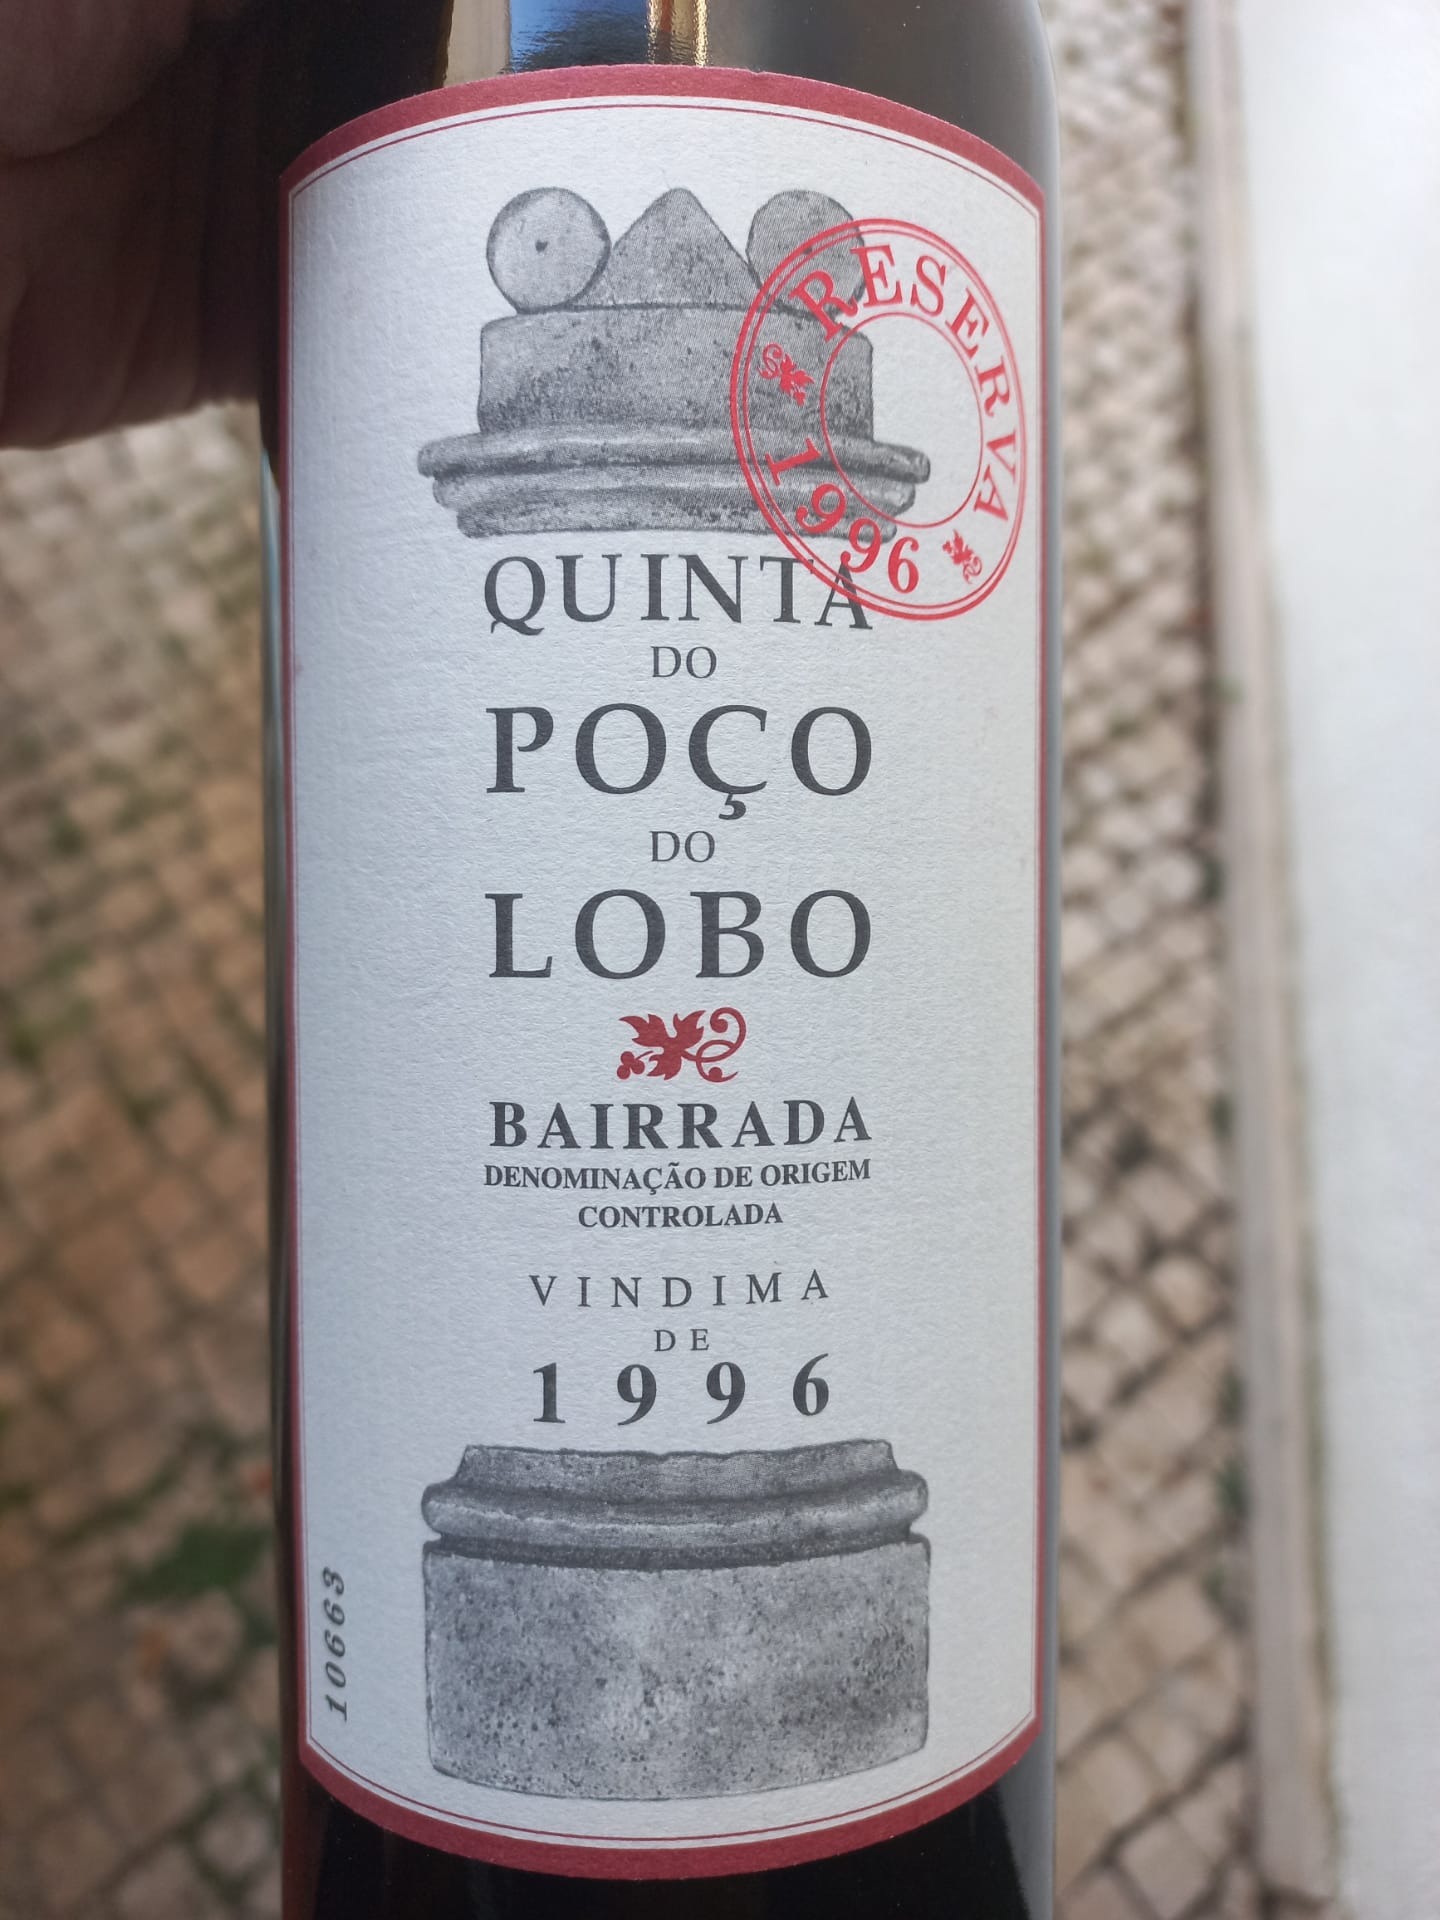 RESERVA
1996
QUINTA
DO
POÇO
DO
LOBO
BAIRRADA
DENOMINAÇÃO DE ORIGEM
CONTROLADA
VINDIMA
DE
1996
10663